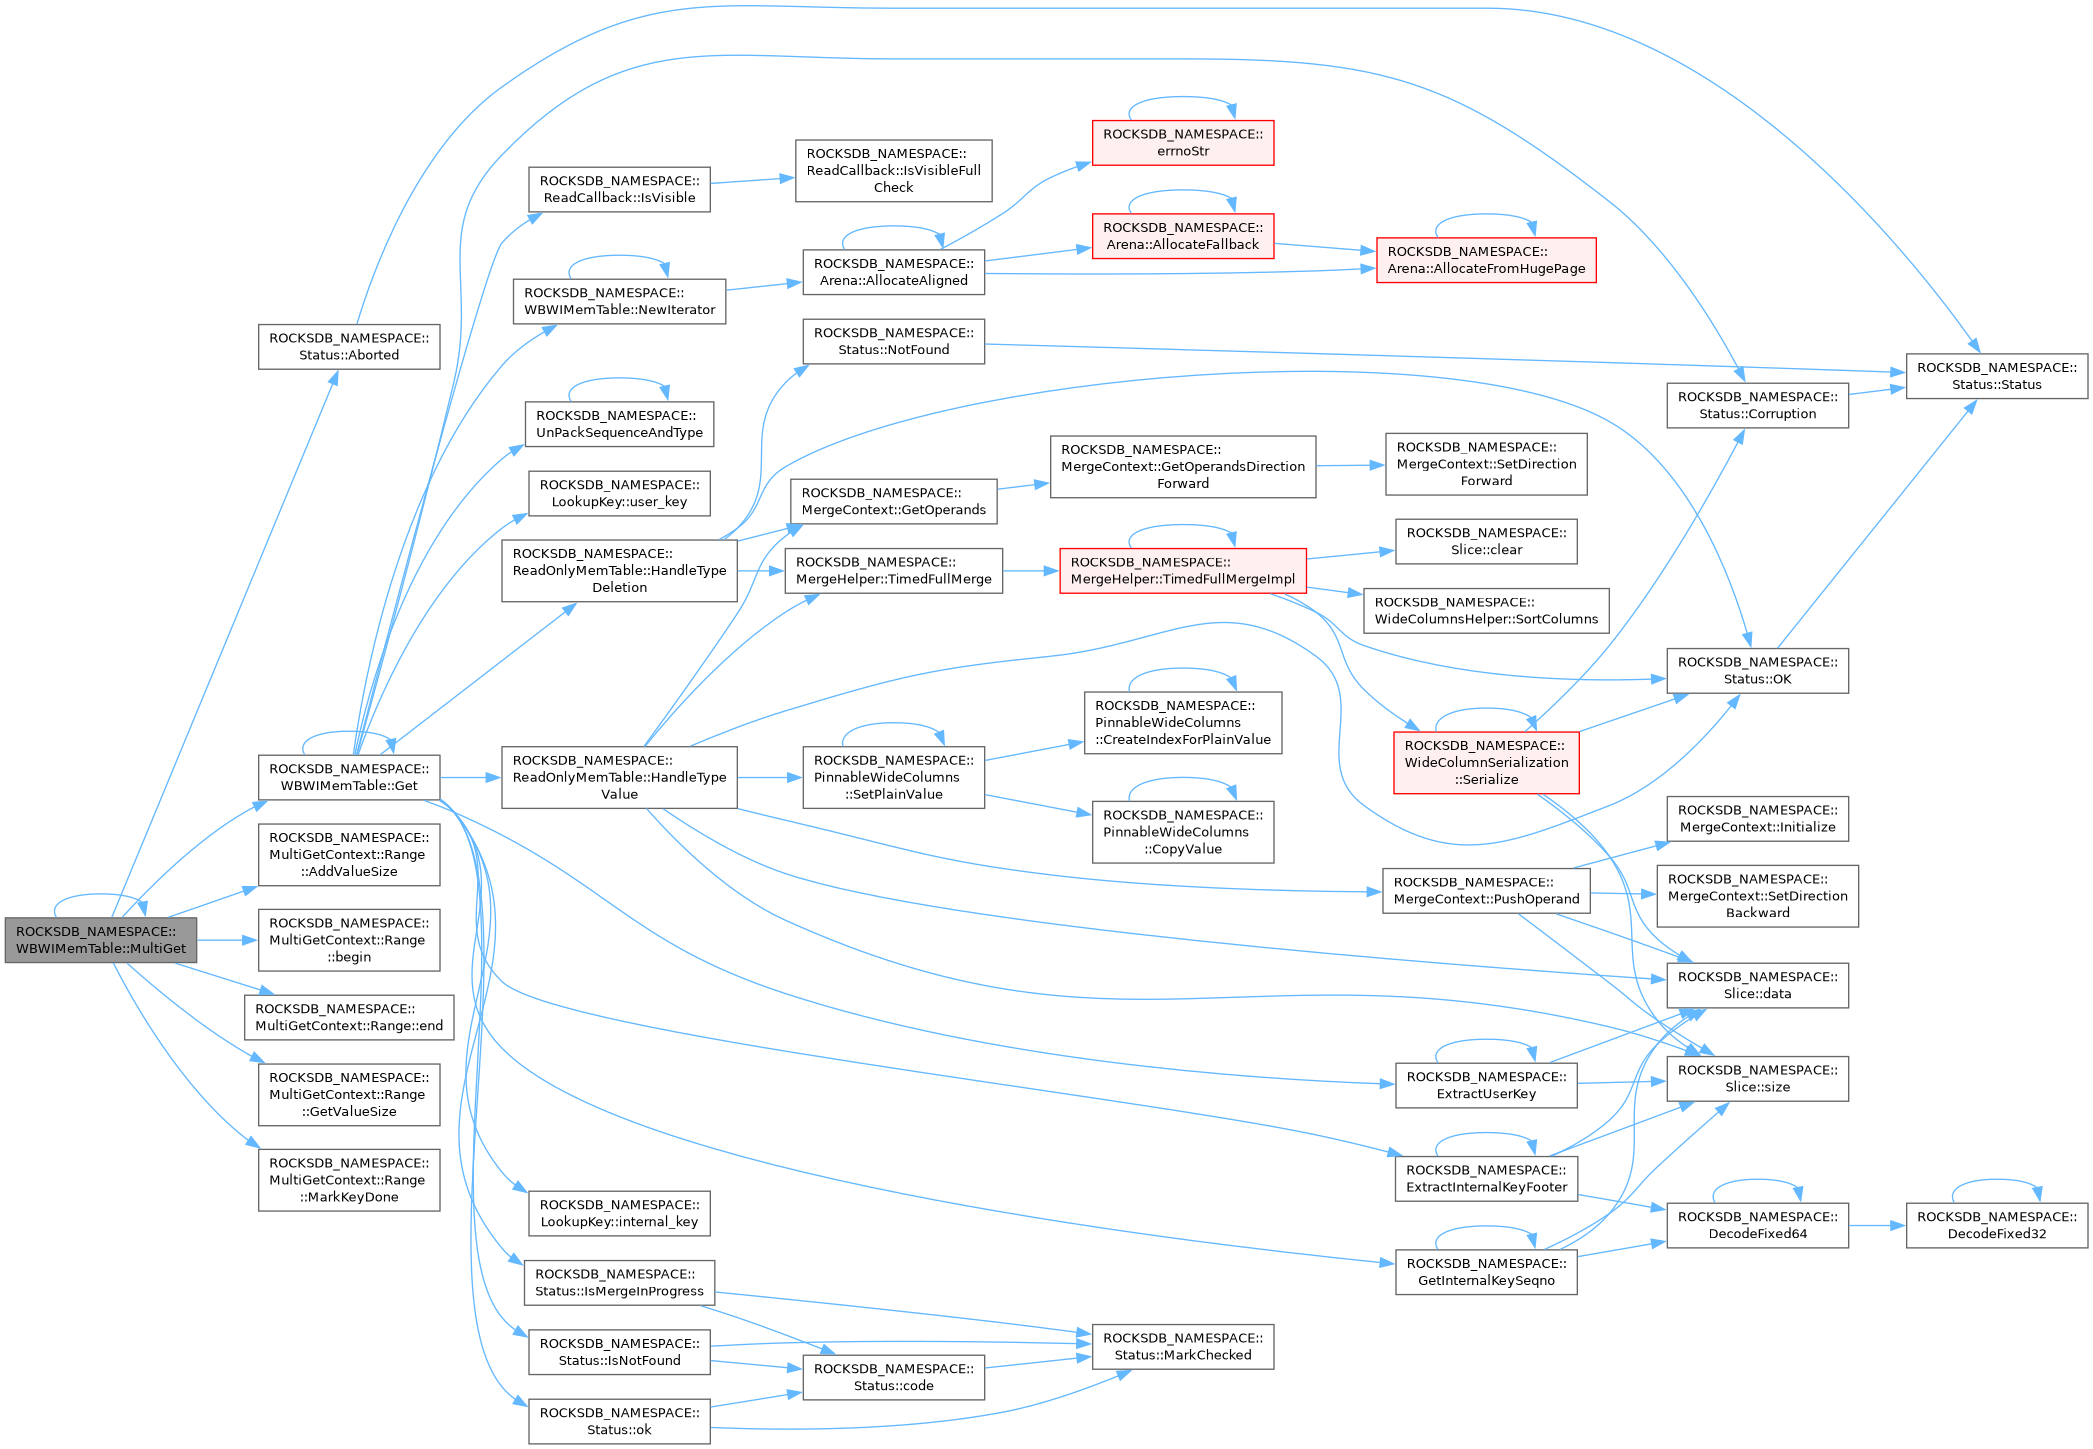 ROCKSDB_NAMESPACE::
WBWIMemTable::MultiGet
ROCKSDB_NAMESPACE::
Status::Aborted
ROCKSDB_NAMESPACE::
WBWIMemTable::Get
ROCKSDB_NAMESPACE::
MultiGetContext::Range
::AddValueSize
ROCKSDB_NAMESPACE::
MultiGetContext::Range
::begin
ROCKSDB_NAMESPACE::
MultiGetContext::Range::end
ROCKSDB_NAMESPACE::
MultiGetContext::Range
::GetValueSize
ROCKSDB_NAMESPACE::
MultiGetContext::Range
::MarkKeyDone
ROCKSDB_NAMESPACE::
ReadCallback::IsVisible
ROCKSDB_NAMESPACE::
WBWIMemTable::NewIterator
ROCKSDB_NAMESPACE::
UnPackSequenceAndType
ROCKSDB_NAMESPACE::
LookupKey::user_key
ROCKSDB_NAMESPACE::
ReadOnlyMemTable::HandleType
Deletion
ROCKSDB_NAMESPACE::
ReadOnlyMemTable::HandleType
Value
ROCKSDB_NAMESPACE::
LookupKey::internal_key
ROCKSDB_NAMESPACE::
Status::IsMergeInProgress
ROCKSDB_NAMESPACE::
Status::IsNotFound
ROCKSDB_NAMESPACE::
Status::ok
ROCKSDB_NAMESPACE::
ReadCallback::IsVisibleFull
Check
ROCKSDB_NAMESPACE::
Arena::AllocateAligned
ROCKSDB_NAMESPACE::
Status::NotFound
ROCKSDB_NAMESPACE::
MergeContext::GetOperands
ROCKSDB_NAMESPACE::
MergeHelper::TimedFullMerge
ROCKSDB_NAMESPACE::
PinnableWideColumns
::SetPlainValue
ROCKSDB_NAMESPACE::
Status::code
ROCKSDB_NAMESPACE::
errnoStr
ROCKSDB_NAMESPACE::
Arena::AllocateFallback
ROCKSDB_NAMESPACE::
MergeContext::GetOperandsDirection
Forward
ROCKSDB_NAMESPACE::
MergeHelper::TimedFullMergeImpl
ROCKSDB_NAMESPACE::
PinnableWideColumns
::CreateIndexForPlainValue
ROCKSDB_NAMESPACE::
PinnableWideColumns
::CopyValue
ROCKSDB_NAMESPACE::
Status::MarkChecked
ROCKSDB_NAMESPACE::
Arena::AllocateFromHugePage
ROCKSDB_NAMESPACE::
MergeContext::SetDirection
Forward
ROCKSDB_NAMESPACE::
Slice::clear
ROCKSDB_NAMESPACE::
WideColumnsHelper::SortColumns
ROCKSDB_NAMESPACE::
WideColumnSerialization
::Serialize
ROCKSDB_NAMESPACE::
MergeContext::PushOperand
ROCKSDB_NAMESPACE::
ExtractUserKey
ROCKSDB_NAMESPACE::
ExtractInternalKeyFooter
ROCKSDB_NAMESPACE::
GetInternalKeySeqno
ROCKSDB_NAMESPACE::
Status::Corruption
ROCKSDB_NAMESPACE::
Status::OK
ROCKSDB_NAMESPACE::
MergeContext::Initialize
ROCKSDB_NAMESPACE::
MergeContext::SetDirection
Backward
ROCKSDB_NAMESPACE::
Slice::data
ROCKSDB_NAMESPACE::
Slice::size
ROCKSDB_NAMESPACE::
DecodeFixed64
ROCKSDB_NAMESPACE::
Status::Status
ROCKSDB_NAMESPACE::
DecodeFixed32